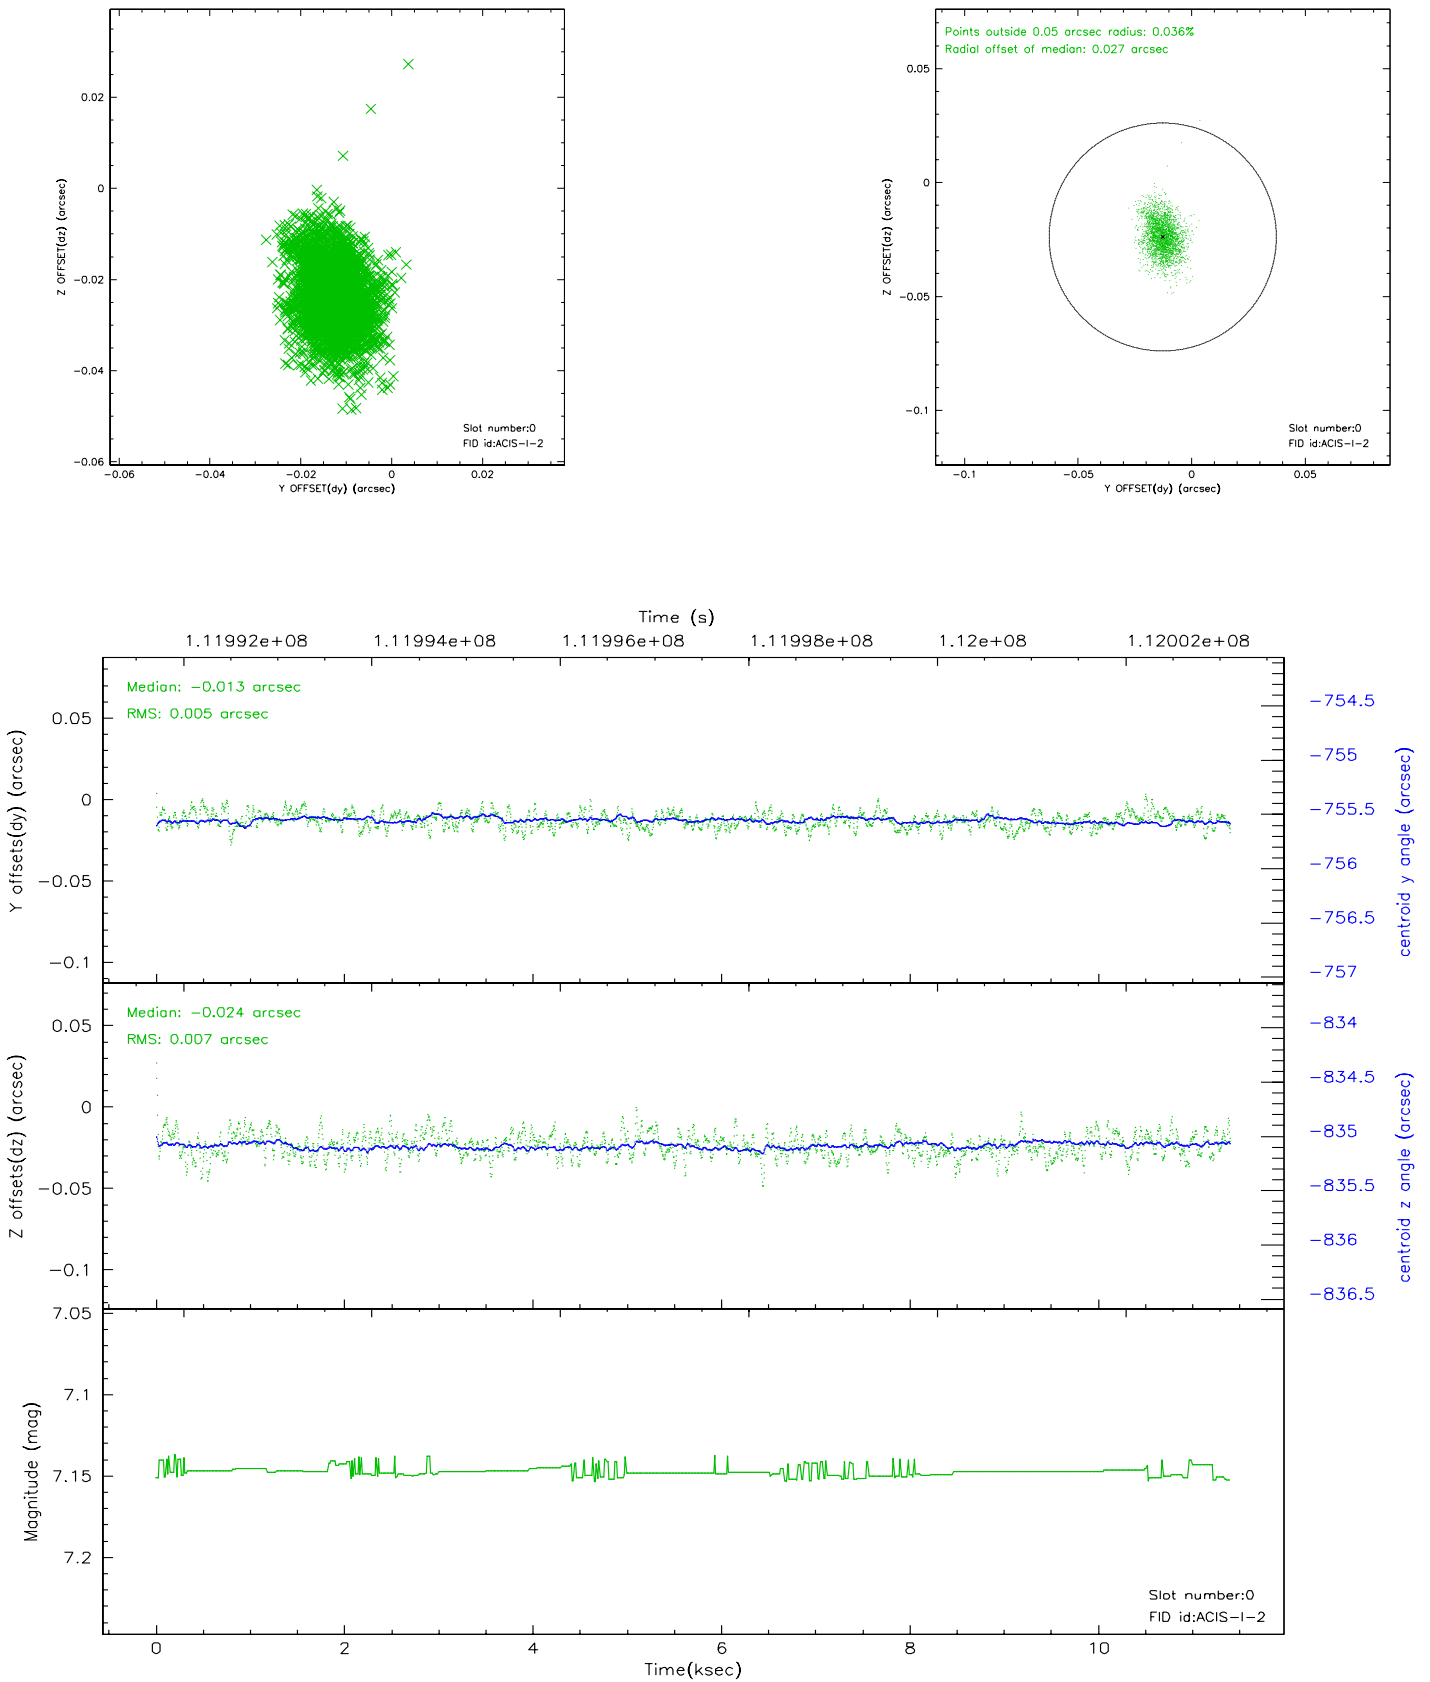 0.02
0
−0.02
−0.04
−0.06
Z OFFSET(dz) (arcsec)
−0.06
−0.04
−0.02
0
0.02
Y OFFSET(dy) (arcsec)
Slot number:0
FID id:ACIS−I−2
Points outside 0.05 arcsec radius: 0.036%
Radial offset of median: 0.027 arcsec
0.05
0
−0.05
−0.1
Z OFFSET(dz) (arcsec)
−0.1
−0.05
0
0.05
Y OFFSET(dy) (arcsec)
Slot number:0
FID id:ACIS−I−2
Time (s)
1.11992e+08
1.11994e+08
1.11996e+08
1.11998e+08
1.12e+08
1.12002e+08
Median: −0.013 arcsec
RMS: 0.005 arcsec
0.05
0
−0.05
−0.1
Y offsets(dy) (arcsec)
−754.5
−755
−755.5
−756
−756.5
−757
centroid y angle (arcsec)
Median: −0.024 arcsec
RMS: 0.007 arcsec
0.05
0
−0.05
−0.1
Z offsets(dz) (arcsec)
−834
−834.5
−835
−835.5
−836
−836.5
centroid z angle (arcsec)
7.05
7.1
7.15
7.2
Magnitude (mag)
Slot number:0
FID id:ACIS−I−2
0
2
4
6
8
10
Time(ksec)